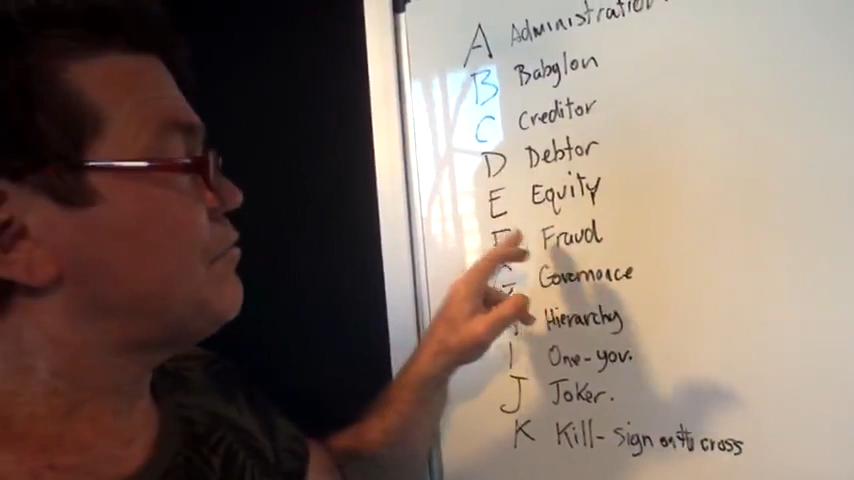 A Administration
B Babylon
C Creditor
D Debtor
E Equity
F Fraud
Governance
Hierarchy
I One-you.
J Joker.
K Kill-sign on the cross